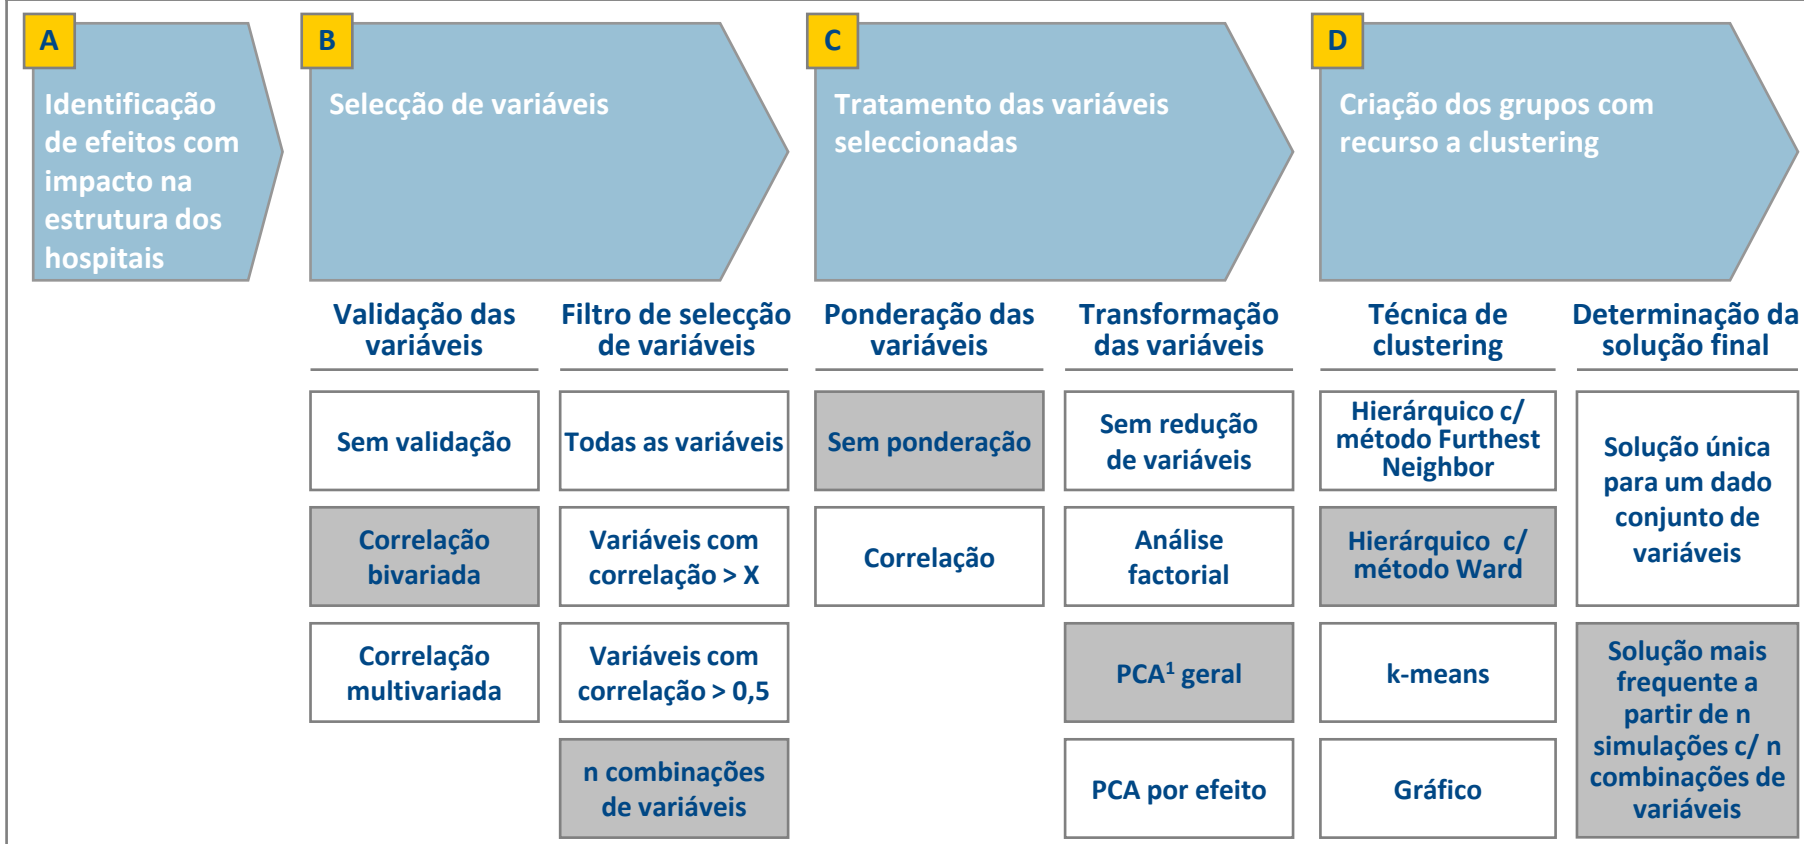 A
Identificação
de efeitos com
impacto na
estrutura dos
hospitais
B
Selecção de variáveis
C
Tratamento das variáveis
seleccionadas
D
Criação dos grupos com
recurso a clustering
Validação das
variáveis
Sem validação
Correlação
bivariada
Correlação
multivariada
Filtro de selecção
de variáveis
Todas as variáveis
Variáveis com
correlação > X
Variáveis com
correlação > 0,5
n combinações
de variáveis
Ponderação das
variáveis
Sem ponderação
Correlação
Transformação
das variáveis
Sem redução
de variáveis
Análise
factorial
PCA¹ geral
PCA por efeito
Técnica de
clustering
Hierárquico c/
método Furthest
Neighbor
Hierárquico c/
método Ward
k-means
Gráfico
Determinação da
solução final
Solução única
para um dado
conjunto de
variáveis
Solução mais
frequente a
partir de n
simulações c/ n
combinações de
variáveis